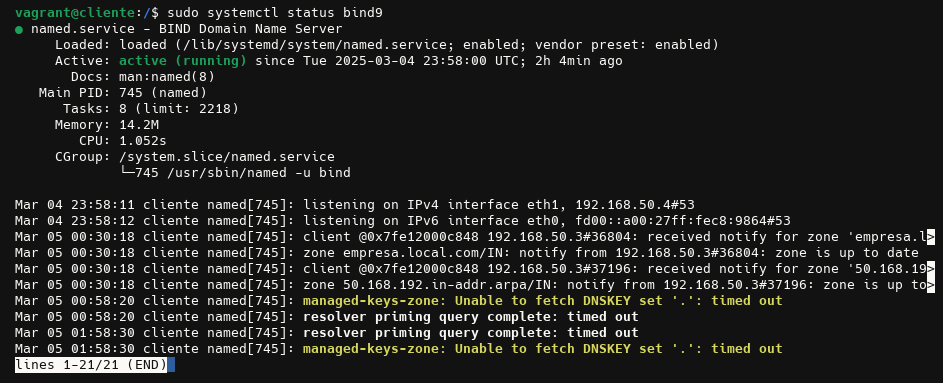 vagrant@cliente:/$ sudo systemctl status bind9
● named.service - BIND Domain Name Server
Loaded: loaded (/lib/systemd/system/named.service; enabled; vendor preset: enabled)
Active: active (running) since Tue 2025-03-04 23:58:00 UTC; 2h 4min ago
Docs: man:named(8)
Main PID: 745 (named)
Tasks: 8 (limit: 2218)
Memory: 14.2M
CPU: 1.052s
CGroup: /system.slice/named.service
└─745 /usr/sbin/named -u bind
Mar 04 23:58:11 cliente named[745]: listening on IPv4 interface eth1, 192.168.50.4#53
Mar 04 23:58:12 cliente named[745]: listening on IPv6 interface eth0, fd00::a00:27ff:fec8:9864#53
Mar 05 00:30:18 cliente named[745]: client @0x7fe12000c848 192.168.50.3#36804: received notify for zone 'empresa.l>
Mar 05 00:30:18 cliente named[745]: zone empresa.local.com/IN: notify from 192.168.50.3#36804: zone is up to date
Mar 05 00:30:18 cliente named[745]: client @0x7fe12000c848 192.168.50.3#37196: received notify for zone '50.168.19>
Mar 05 00:30:18 cliente named[745]: zone 50.168.192.in-addr.arpa/IN: notify from 192.168.50.3#37196: zone is up to>
Mar 05 00:58:20 cliente named[745]: managed-keys-zone: Unable to fetch DNSKEY set '.': timed out
Mar 05 00:58:20 cliente named[745]: resolver priming query complete: timed out
Mar 05 01:58:30 cliente named[745]: resolver priming query complete: timed out
Mar 05 01:58:30 cliente named[745]: managed-keys-zone: Unable to fetch DNSKEY set '.': timed out
lines 1-21/21 (END)